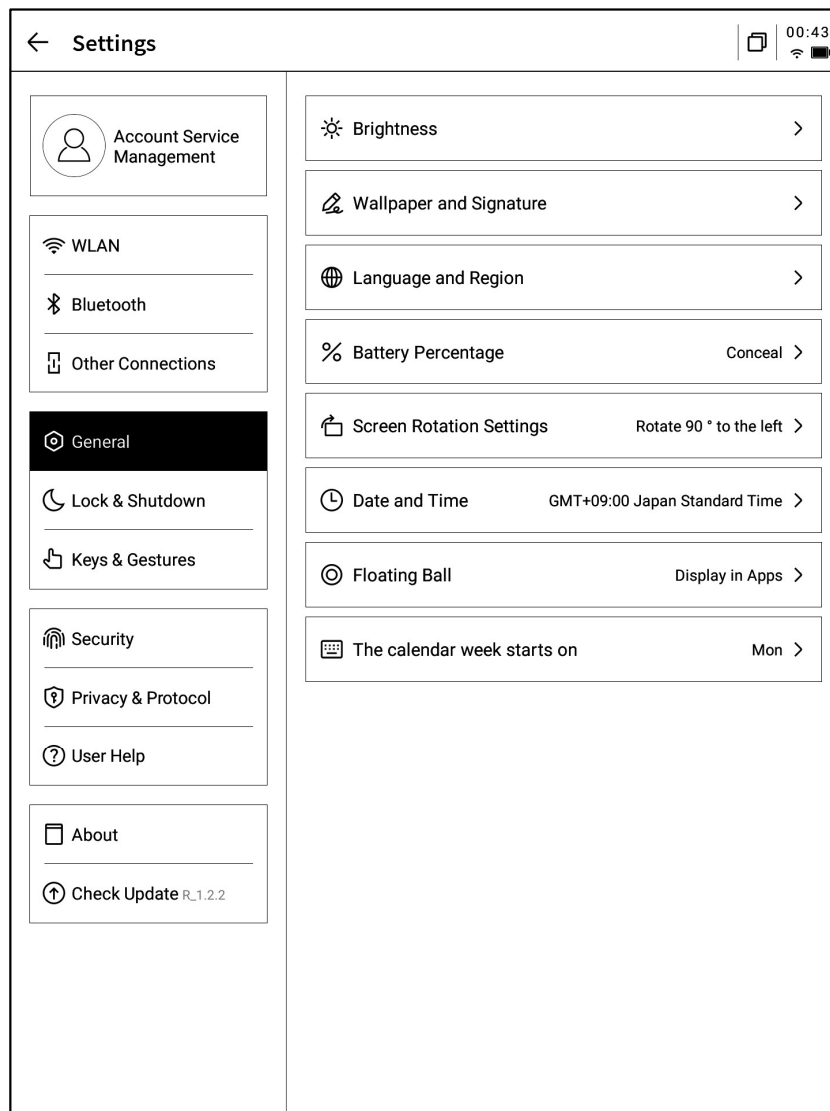 Settings
00:43
Account Service
Management
WLAN
Bluetooth
Other Connections
General
Lock & Shutdown
Keys & Gestures
Security
Privacy & Protocol
User Help
About
Check Update R_1.2.2
Brightness
Wallpaper and Signature
Language and Region
Battery Percentage Conceal
Screen Rotation Settings Rotate 90 ° to the left
Date and Time GMT+09:00 Japan Standard Time
Floating Ball Display in Apps
The calendar week starts on Mon